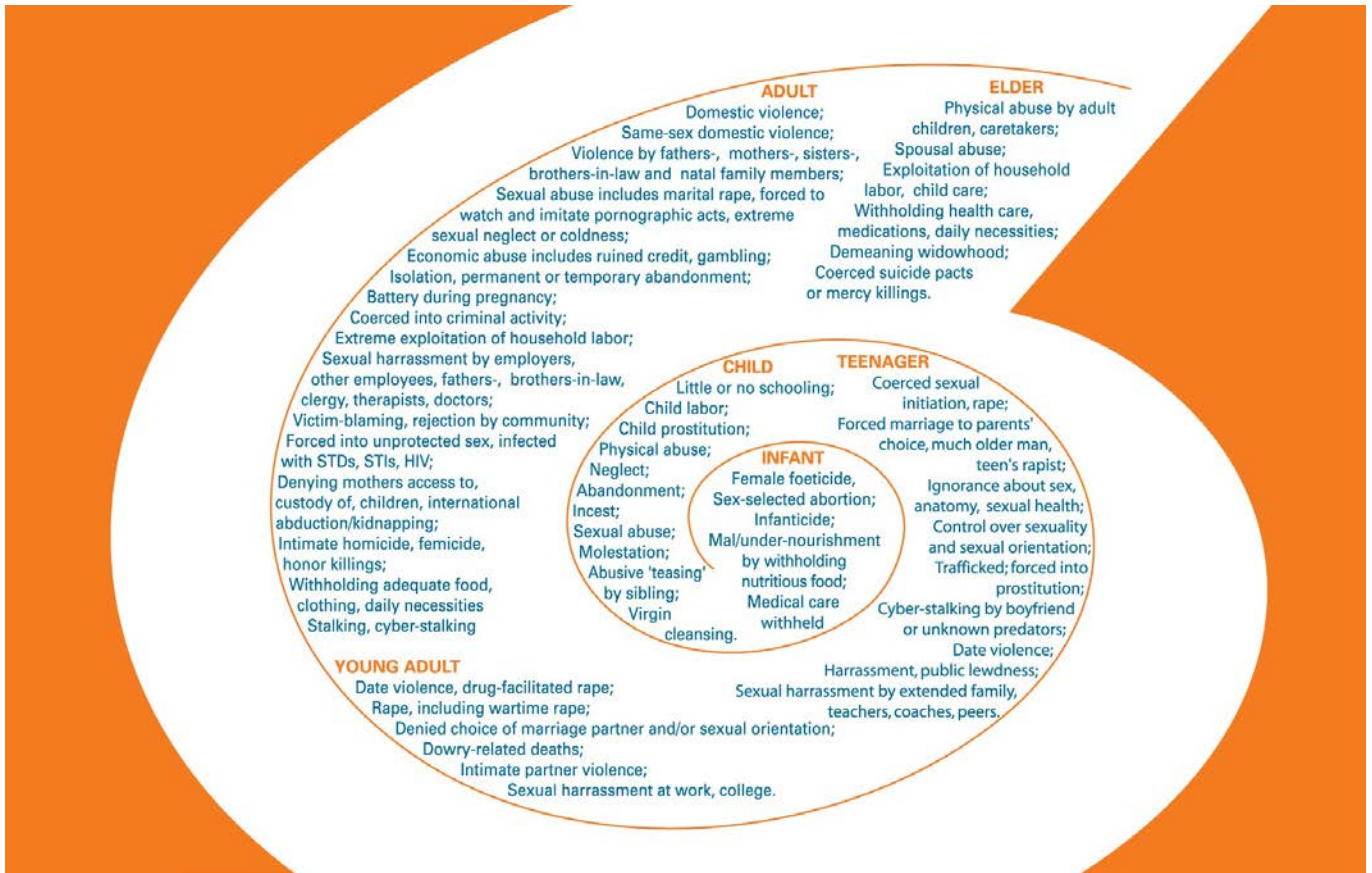 ADULT
Domestic violence;
Same-sex domestic violence;
Violence by fathers-, mothers-, sisters-,
brothers-in-law and natal family members;
Sexual abuse includes marital rape, forced to
watch and imitate pornographic acts, extreme
sexual neglect or coldness;
Economic abuse includes ruined credit, gambling;
Isolation, permanent or temporary abandonment;
Battery during pregnancy;
Coerced into criminal activity;
Extreme exploitation of household labor;
Sexual harrassment by employers,
other employees, fathers-, brothers-in-law,
clergy, therapists, doctors;
Victim-blaming, rejection by community;
Forced into unprotected sex, infected
with STDs, STIs, HIV;
Denying mothers access to,
custody of, children, international
abduction/kidnapping;
Intimate homicide, femicide,
honor killings;
Withholding adequate food,
clothing, daily necessities
Stalking, cyber-stalking
ELDER
Physical abuse by adult
children, caretakers;
Spousal abuse;
Exploitation of household
labor, child care;
Withholding health care,
medications, daily necessities;
Demeaning widowhood;
Coerced suicide pacts
or mercy killings.
CHILD
Little or no schooling;
Child labor;
Child prostitution;
Physical abuse;
Neglect;
Abandonment;
Incest;
Sexual abuse;
Molestation;
Abusive 'teasing'
by sibling;
Virgin
cleansing.
INFANT
Female foeticide,
Sex-selected abortion;
Infanticide;
Mal/under-nourishment
by withholding
nutritious food;
Medical care
withheld
TEENAGER
Coerced sexual
initiation, rape;
Forced marriage to parents'
choice, much older man,
teen's rapist;
Ignorance about sex,
anatomy, sexual health;
Control over sexuality
and sexual orientation;
Trafficked; forced into
prostitution;
Cyber-stalking by boyfriend
or unknown predators;
Date violence;
Harrassment, public lewdness;
Sexual harrassment by extended family,
teachers, coaches, peers.
YOUNG ADULT
Date violence, drug-facilitated rape;
Rape, including wartime rape;
Denied choice of marriage partner and/or sexual orientation;
Dowry-related deaths;
Intimate partner violence;
Sexual harrassment at work, college.